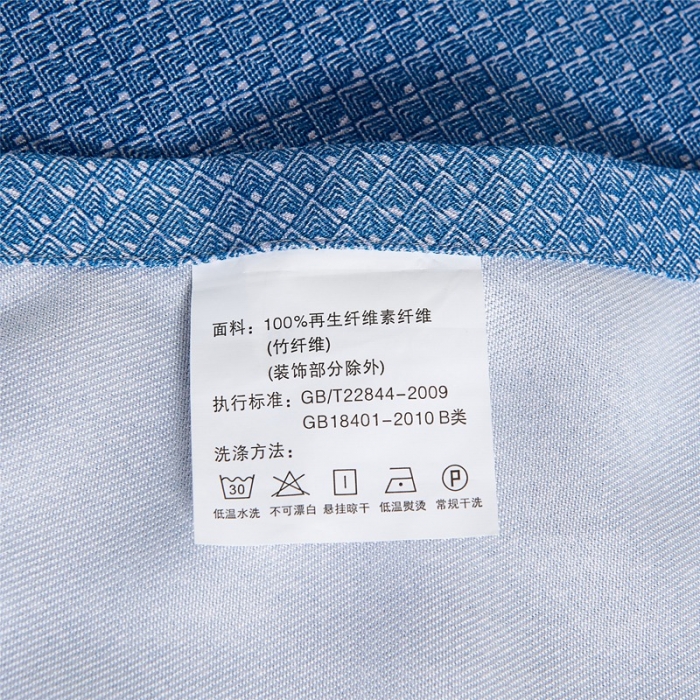 面料：100%再生纤维素纤维
(竹纤维)
(装饰部分除外)
执行标准：GB/T22844-2009
GB18401-2010 B类
洗涤方法：
30 P
低温水洗 不可漂白 悬挂晾干 低温熨烫 常规干洗